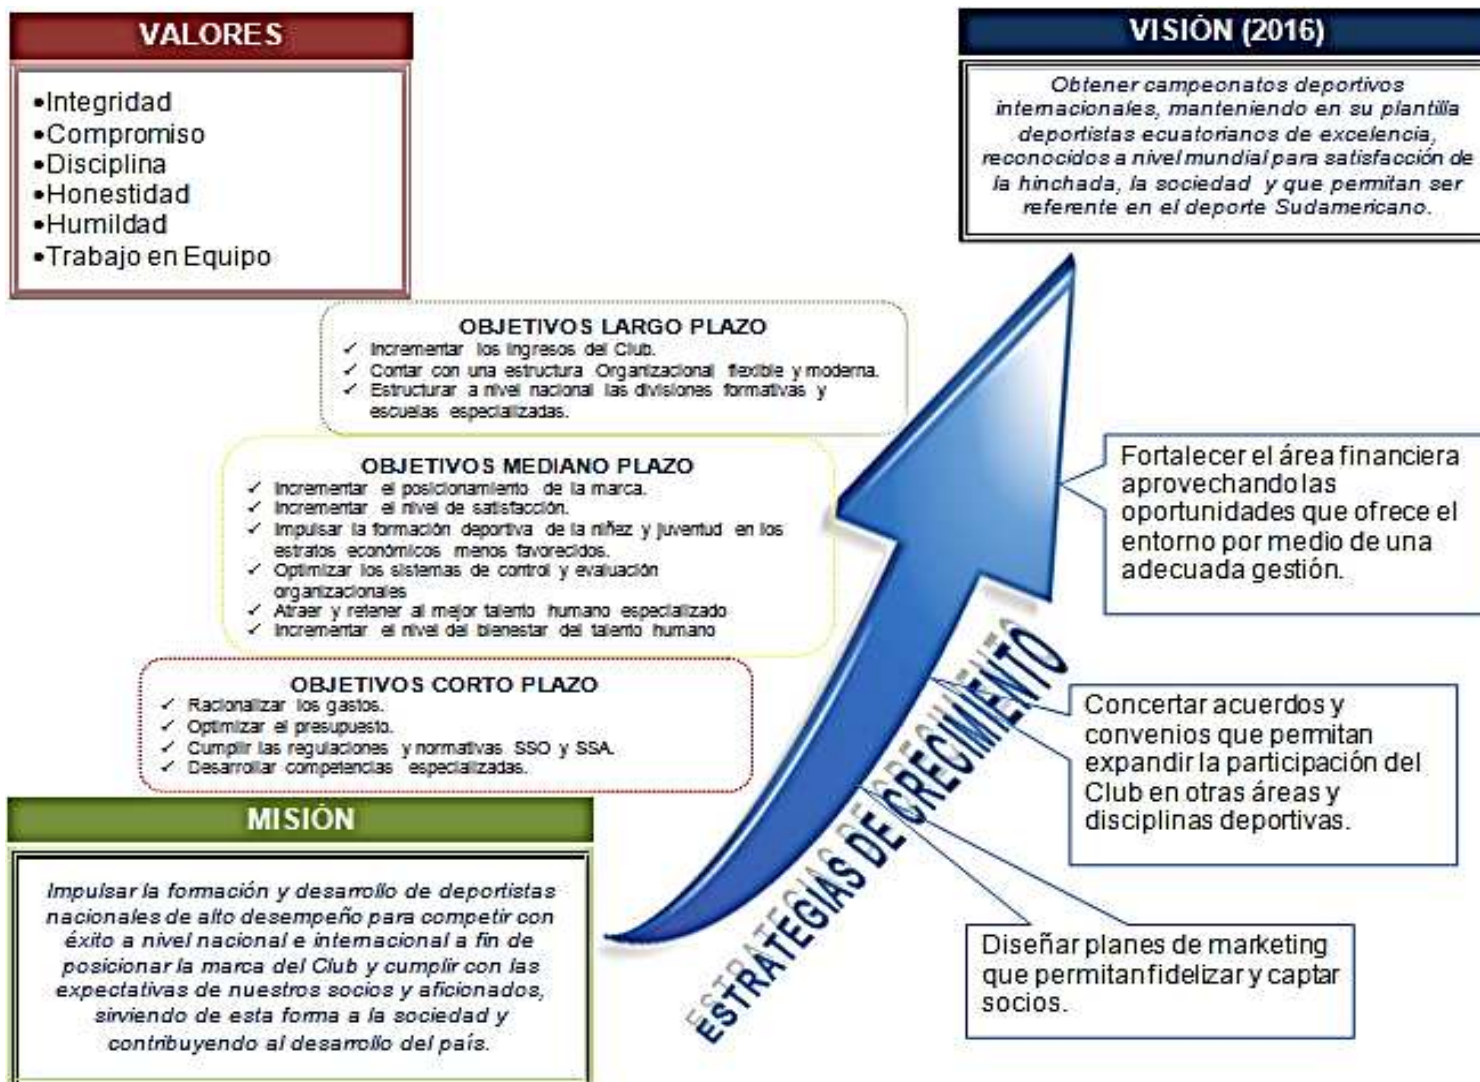 VALORES
•Integridad
•Compromiso
•Disciplina
•Honestidad
•Humildad
•Trabajo en Equipo
VISIÓN (2016)
Obtener campeonatos deportivos
internacionales, manteniendo en su plantilla
deportistas ecuatorianos de excelencia,
reconocidos a nivel mundial para satisfacción de
la hinchada, la sociedad y que permitan ser
referente en el deporte Sudamericano.
OBJETIVOS LARGO PLAZO
✓ Incrementar los ingresos del Club.
✓ Contar con una estructura Organizacional flexible y moderna.
✓ Estructurar a nivel nacional las divisiones formativas y
escuelas especializadas.
OBJETIVOS MEDIANO PLAZO
✓ Incrementar el posicionamiento de la marca.
✓ Incrementar el nivel de satisfacción.
✓ Impulsar la formación deportiva de la niñez y juventud en los
estratos económicos menos favorecidos.
✓ Optimizar los sistemas de control y evaluación
organizacionales
✓ Atraer y retener al mejor talento humano especializado
✓ Incrementar el nivel del bienestar del talento humano
OBJETIVOS CORTO PLAZO
✓ Racionalizar los gastos.
✓ Optimizar el presupuesto.
✓ Cumplir las regulaciones y normativas SSO y SSA.
✓ Desarrollar competencias especializadas.
MISIÓN
Impulsar la formación y desarrollo de deportistas
nacionales de alto desempeño para competir con
éxito a nivel nacional e internacional a fin de
posicionar la marca del Club y cumplir con las
expectativas de nuestros socios y aficionados,
sirviendo de esta forma a la sociedad y
contribuyendo al desarrollo del país.
ESTRATEGIAS DE CRECIMIENTO
Fortalecer el área financiera
aprovechando las
oportunidades que ofrece el
entorno por medio de una
adecuada gestión.
Concertar acuerdos y
convenios que permitan
expandir la participación del
Club en otras áreas y
disciplinas deportivas.
Diseñar planes de marketing
que permitan fidelizar y captar
socios.